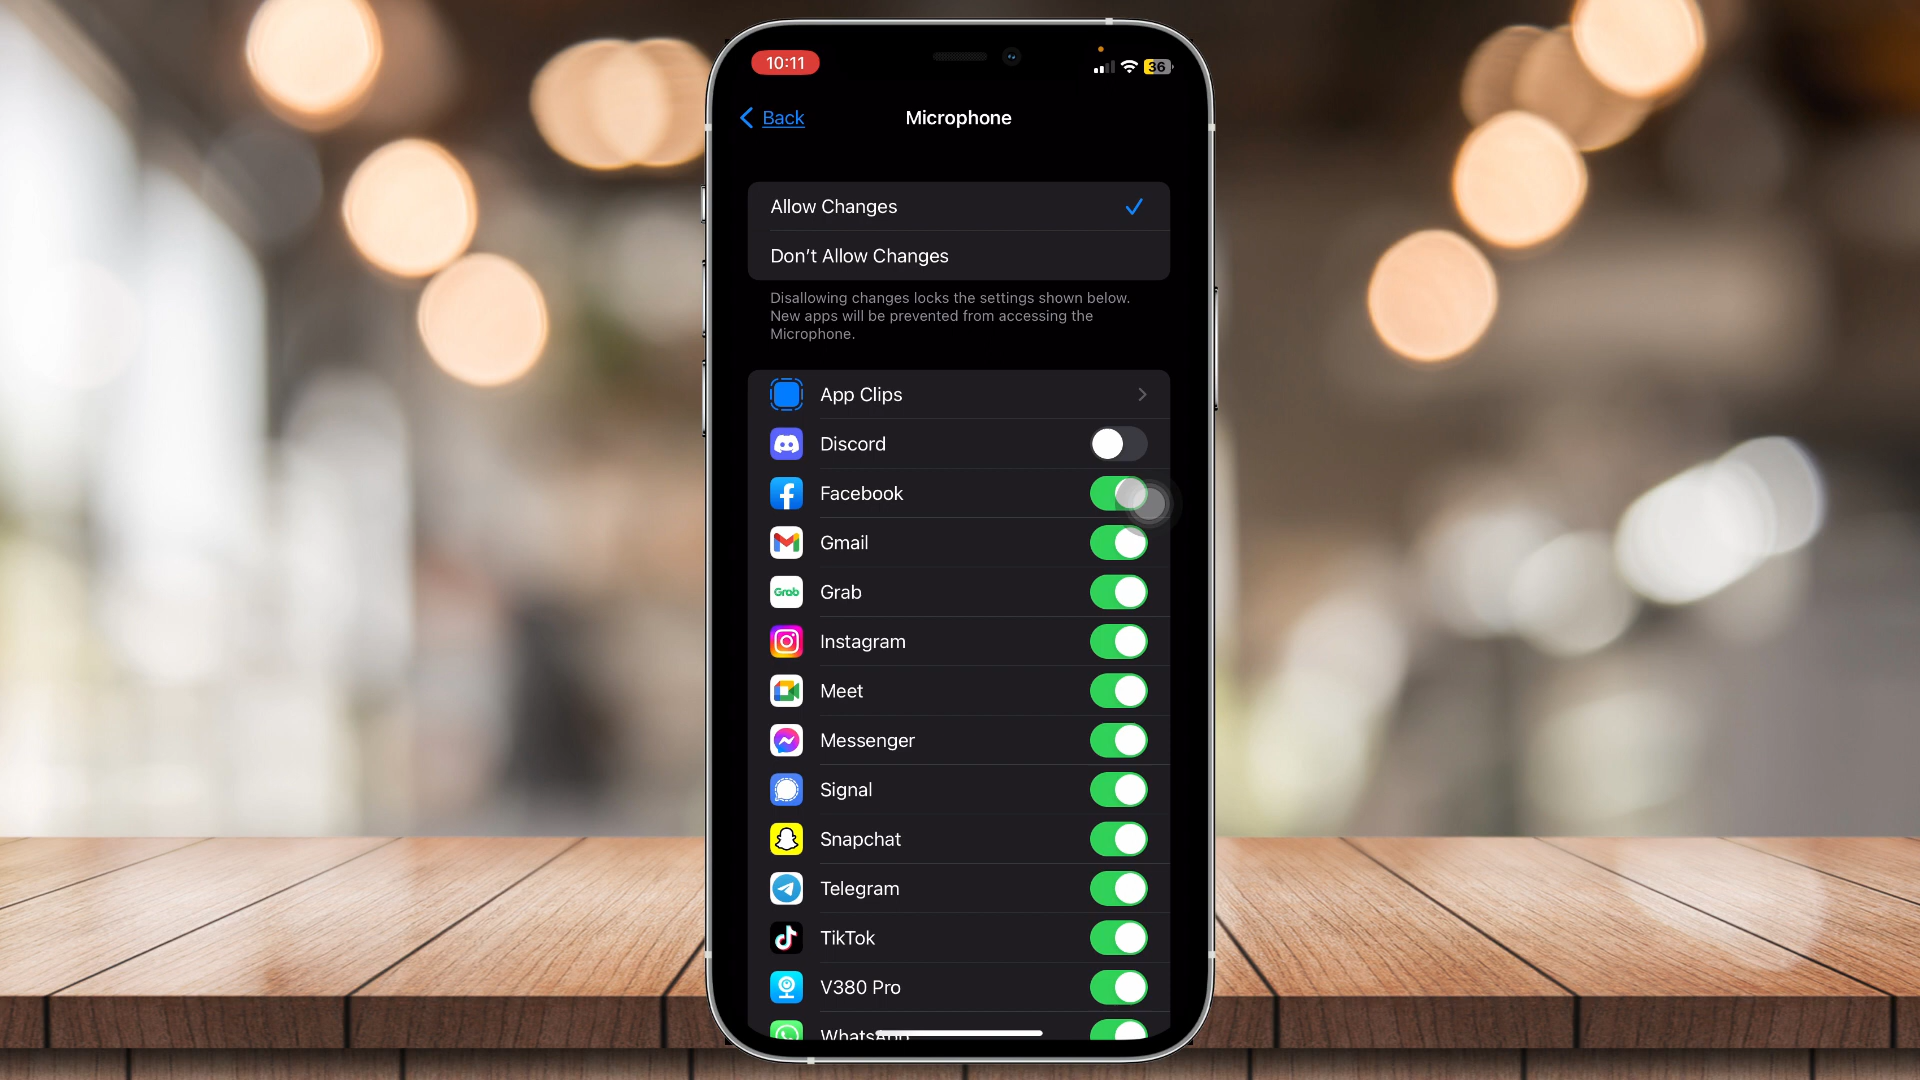 10:11
36
Back
Microphone
Allow Changes
Don't Allow Changes
Disallowing changes locks the settings shown below.
New apps will be prevented from accessing the
Microphone.
App Clips
Discord
Facebook
Gmail
Grab
Grab
Instagram
Meet
Messenger
Signal
Snapchat
Telegram
TikTok
V380 Pro
WhatsApp